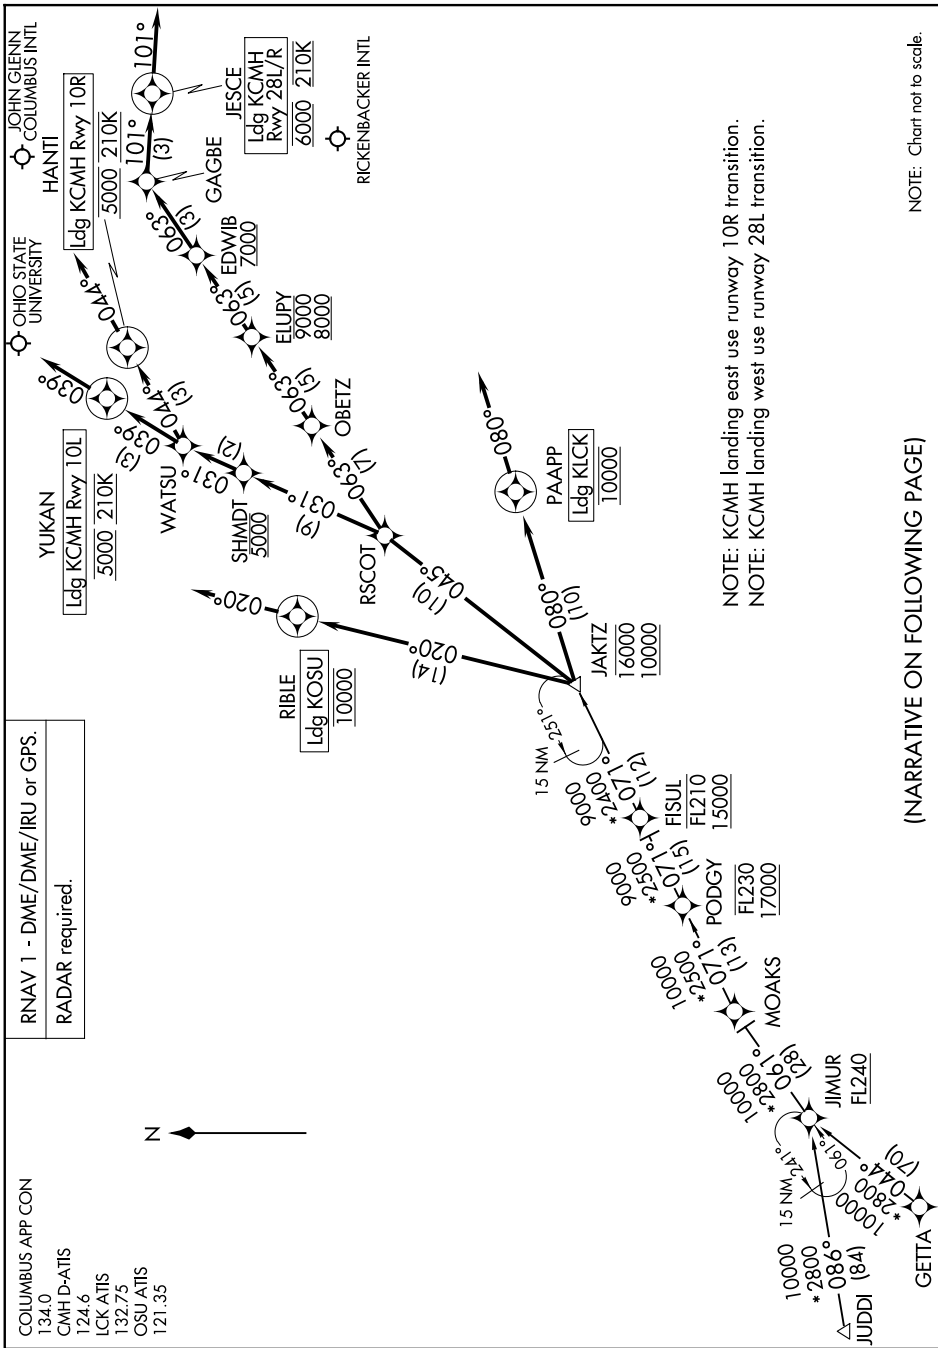 COLUMBUS APP CON
134.0
CMH D-ATIS
124.6
LCK ATIS
132.75
OSU ATIS
121.35
RNAV 1 - DME/DME/IRU or GPS.
RADAR required.
N
JOHN GLENN
COLUMBUS INTL
OHIO STATE
UNIVERSITY
RICKENBACKER INTL
HANTI
Ldg KCMH Rwy 10R
5000 210K
044°
YUKAN
Ldg KCMH Rwy 10L
5000 210K
039°
039°
(3)
044°
(3)
WATSU
031°
(2)
SHMDT
5000
031°
(9)
RSCOT
045°
(10)
063°
(7)
OBETZ
063°
(5)
ELUPY
9000
8000
063°
(5)
EDWIB
7000
063°
(3)
GAGBE
101°
(3)
JESCE
Ldg KCMH
Rwy 28L/R
6000 210K
101°
RIBLE
Ldg KOSU
10000
020°
020°
(14)
PAAPP
Ldg KLCK
10000
080°
080°
(10)
JAKTZ
16000
10000
15 NM
251°
9000
*2400
071°
(12)
FISUL
FL210
15000
9000
*2500
071°
(15)
PODGY
FL230
17000
10000
*2500
071°
(13)
MOAKS
10000
*2800
061°
(28)
JIMUR
FL240
15 NM
241°
061°
10000
*2800
086°
(84)
JUDDI
10000
*2800
044°
(70)
GETTA
NOTE: KCMH landing east use runway 10R transition.
NOTE: KCMH landing west use runway 28L transition.
(NARRATIVE ON FOLLOWING PAGE)
NOTE: Chart not to scale.